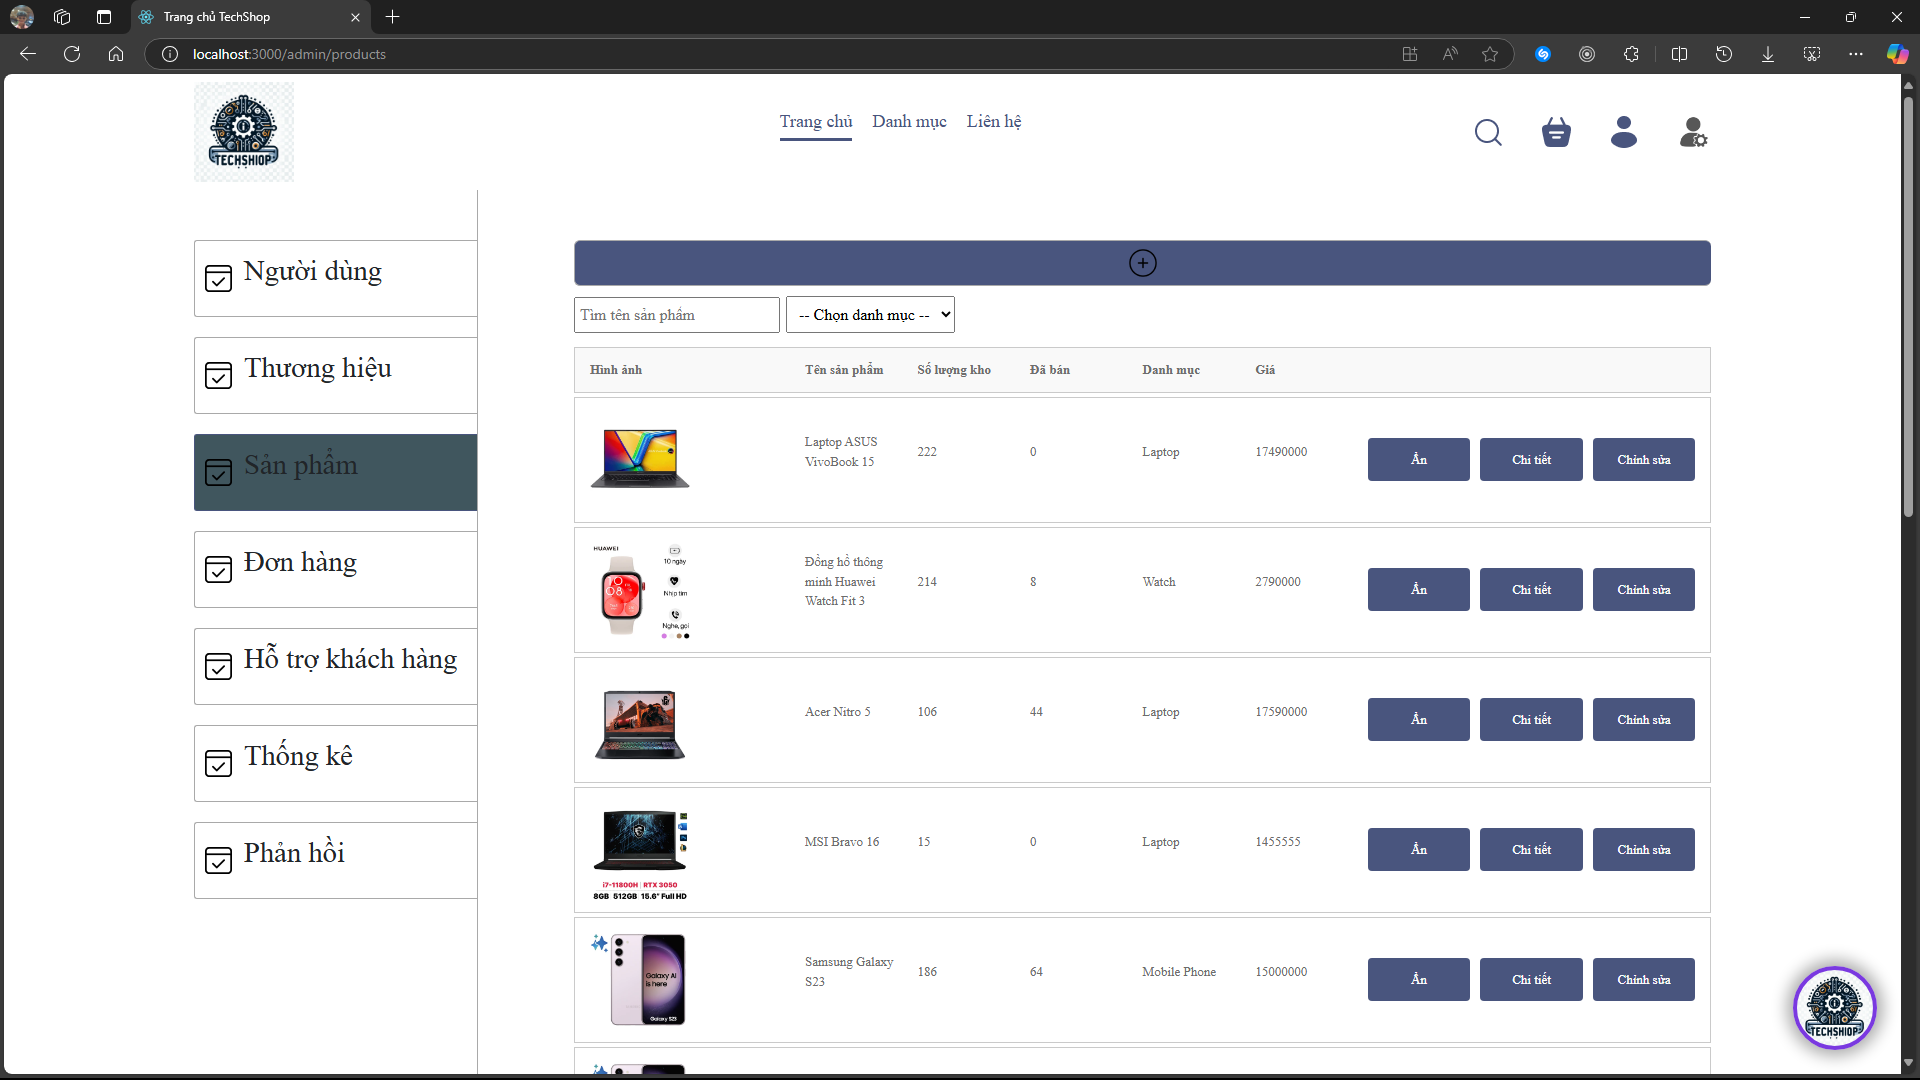 Trang chủ TechShop
localhost:3000/admin/products
TECHSHIOP
Trang chủ
Danh mục
Liên hệ
Người dùng
Thương hiệu
Sản phẩm
Đơn hàng
Hỗ trợ khách hàng
Thống kê
Phản hồi
Tìm tên sản phẩm
-- Chọn danh mục --
Hình ảnh Tên sản phẩm Số lượng kho Đã bán Danh mục Giá
Laptop ASUS
VivoBook 15
222 0 Laptop 17490000 Ẩn Chi tiết Chỉnh sửa
HUAWEI
10 ngày
Nhịp tim
Nghe, gọi
10
08
Đồng hồ thông
minh Huawei
Watch Fit 3
214 8 Watch 2790000 Ẩn Chi tiết Chỉnh sửa
Acer Nitro 5 106 44 Laptop 17590000 Ẩn Chi tiết Chỉnh sửa
i7-11800H | RTX 3050
8GB 512GB 15.6" Full HD
MSI Bravo 16 15 0 Laptop 1455555 Ẩn Chi tiết Chỉnh sửa
Galaxy AI
is here
Galaxy S23
Samsung Galaxy
S23
186 64 Mobile Phone 15000000 Ẩn Chi tiết Chỉnh sửa
TECHSHIOP